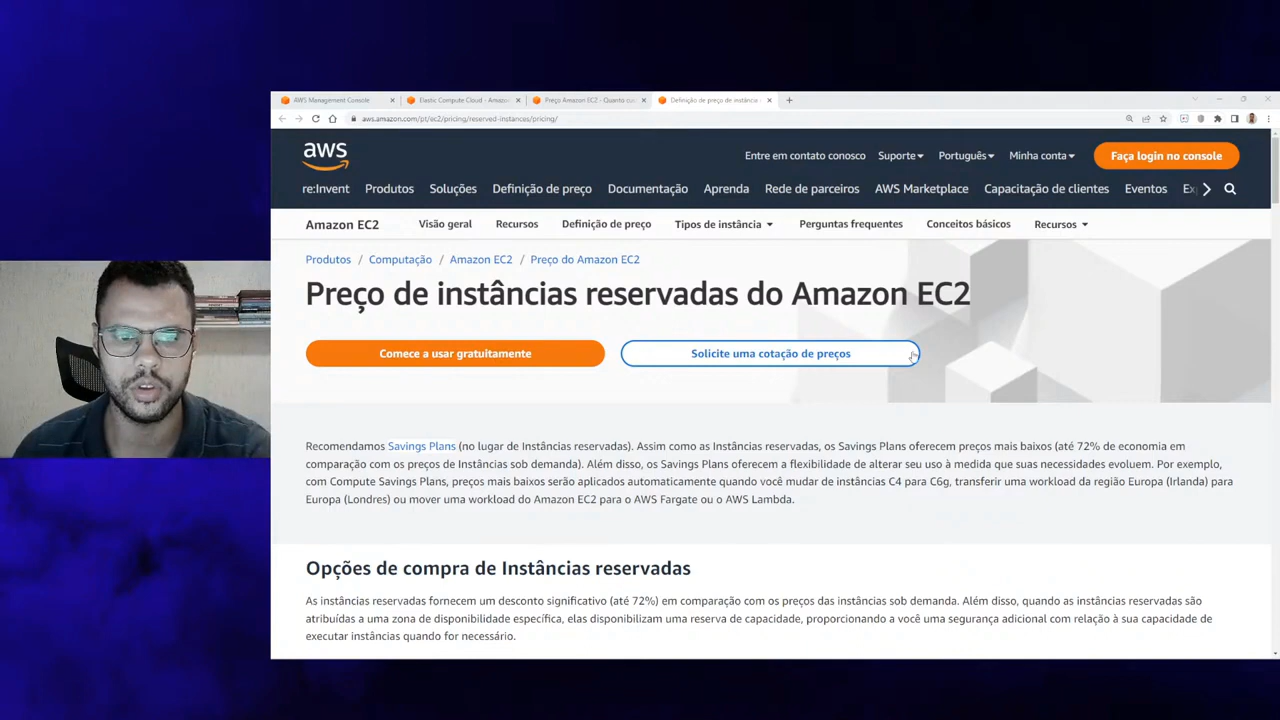 AWS Management Console
Elastic Compute Cloud - Amazon
Preço Amazon EC2 - Quanto cus
Definição de preço de instância -
aws.amazon.com/pt/ec2/pricing/reserved-instances/pricing/
aws
Entre em contato conosco
Suporte
Português
Minha conta
Faça login no console
re:Invent
Produtos
Soluções
Definição de preço
Documentação
Aprenda
Rede de parceiros
AWS Marketplace
Capacitação de clientes
Eventos
Amazon EC2
Visão geral
Recursos
Definição de preço
Tipos de instância
Perguntas frequentes
Conceitos básicos
Recursos
Produtos / Computação / Amazon EC2 / Preço do Amazon EC2
Preço de instâncias reservadas do Amazon EC2
Comece a usar gratuitamente
Solicite uma cotação de preços
Recomendamos Savings Plans (no lugar de Instâncias reservadas). Assim como as Instâncias reservadas, os Savings Plans oferecem preços mais baixos (até 72% de economia em
comparação com os preços de Instâncias sob demanda). Além disso, os Savings Plans oferecem a flexibilidade de alterar seu uso à medida que suas necessidades evoluem. Por exemplo,
com Compute Savings Plans, preços mais baixos serão aplicados automaticamente quando você mudar de instâncias C4 para C6g, transferir uma workload da região Europa (Irlanda) para
Europa (Londres) ou mover uma workload do Amazon EC2 para o AWS Fargate ou o AWS Lambda.
Opções de compra de Instâncias reservadas
As instâncias reservadas fornecem um desconto significativo (até 72%) em comparação com os preços das instâncias sob demanda. Além disso, quando as instâncias reservadas são
atribuídas a uma zona de disponibilidade específica, elas disponibilizam uma reserva de capacidade, proporcionando a você uma segurança adicional com relação à sua capacidade de
executar instâncias quando for necessário.